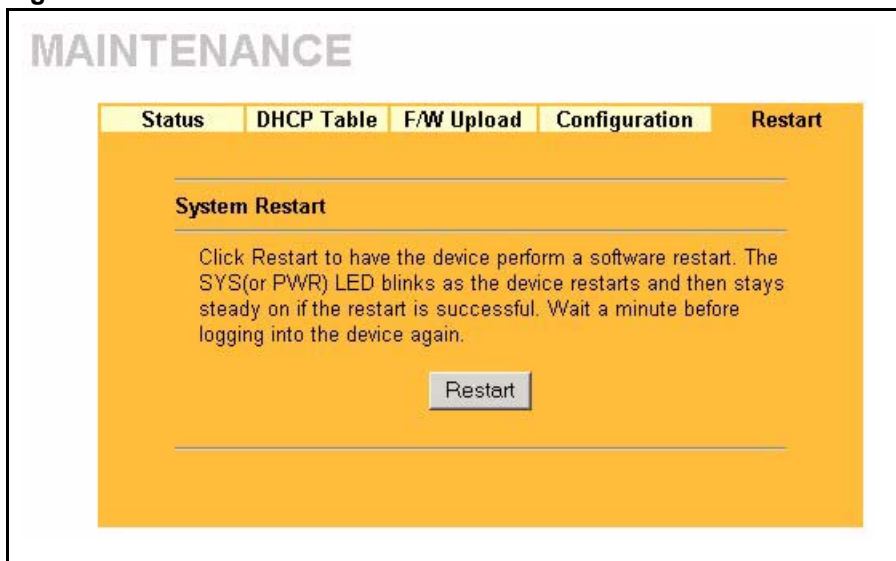 MAINTENANCE
Status DHCP Table F/W Upload Configuration Restart
System Restart
Click Restart to have the device perform a software restart. The
SYS(or PWR) LED blinks as the device restarts and then stays
steady on if the restart is successful. Wait a minute before
logging into the device again.
Restart